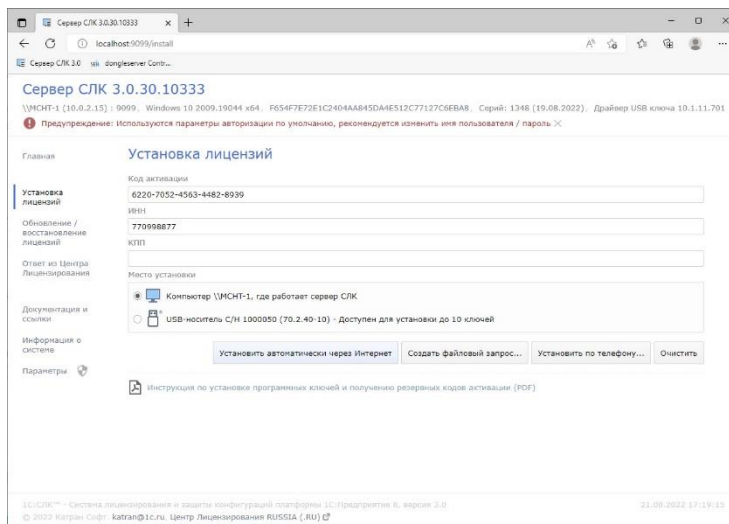 Сервер СЛК 3.0.30.10333
localhost:9099/install
Сервер СЛК 3.0
dongleserver Contr...
Сервер СЛК 3.0.30.10333
\\MCHT-1 (10.0.2.15) : 9099, Windows 10 2009.19044 x64, F654F7E72E1C2404AA845DA4E512C77127C6EBA8, Серий: 1348 (19.08.2022), Драйвер USB ключа 10.1.11.701
Предупреждение: Используются параметры авторизации по умолчанию, рекомендуется изменить имя пользователя / пароль
Главная
Установка лицензий
Обновление / восстановление лицензий
Ответ из Центра Лицензирования
Документация и ссылки
Информация о системе
Параметры
Установка лицензий
Код активации
6220-7052-4563-4482-8939
ИНН
770998877
КПП
Место установки
Компьютер \\MCHT-1, где работает сервер СЛК
USB-носитель С/Н 1000050 (70.2.40-10) - Доступен для установки до 10 ключей
Установить автоматически через Интернет
Создать файловый запрос...
Установить по телефону...
Очистить
Инструкция по установке программных ключей и получению резервных кодов активации (PDF)
1С:СЛК™ - Система лицензирования и защиты конфигураций платформы 1С:Предприятие 8, версия 3.0
21.09.2022 17:19:15
© 2022 Катран Софт. katran@1c.ru. Центр Лицензирования RUSSIA (.RU)